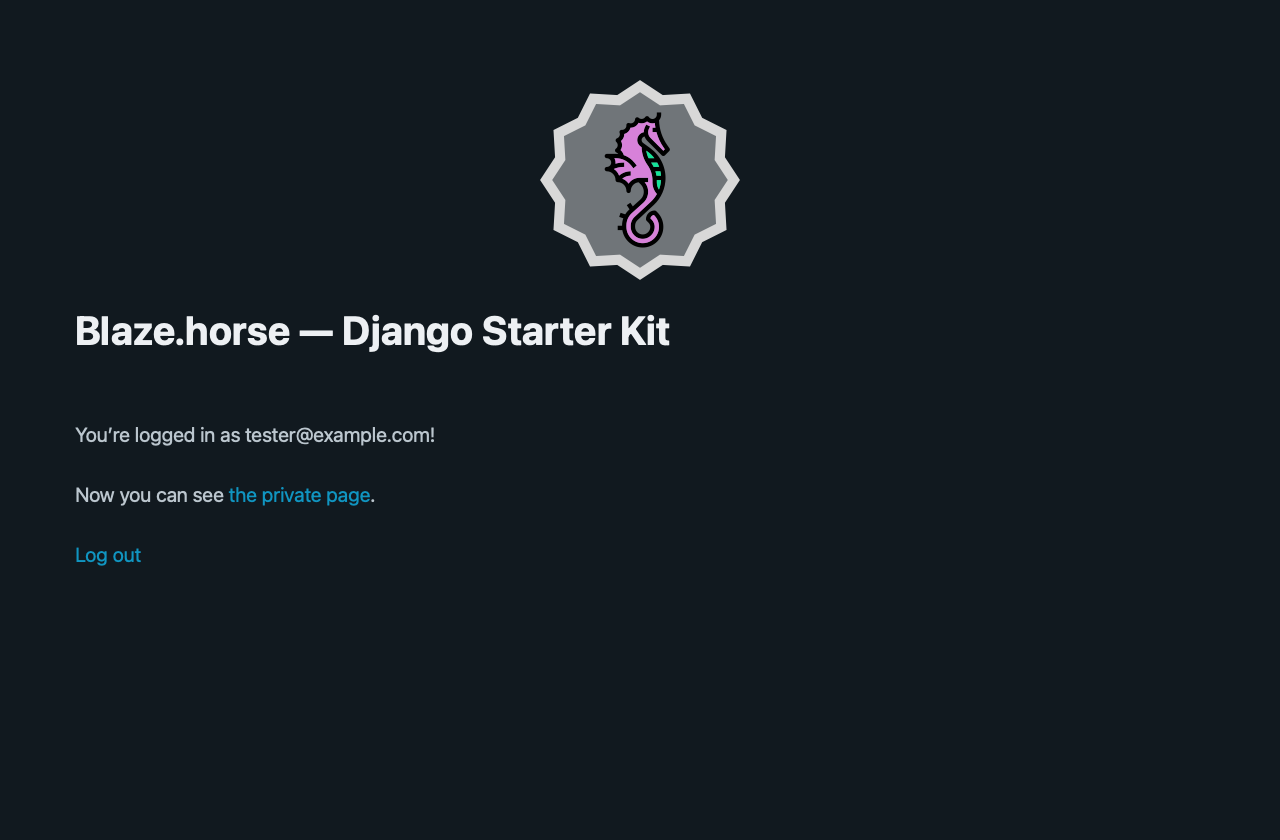 Blaze.horse — Django Starter Kit
You’re logged in as tester@example.com!
Now you can see the private page.
Log out